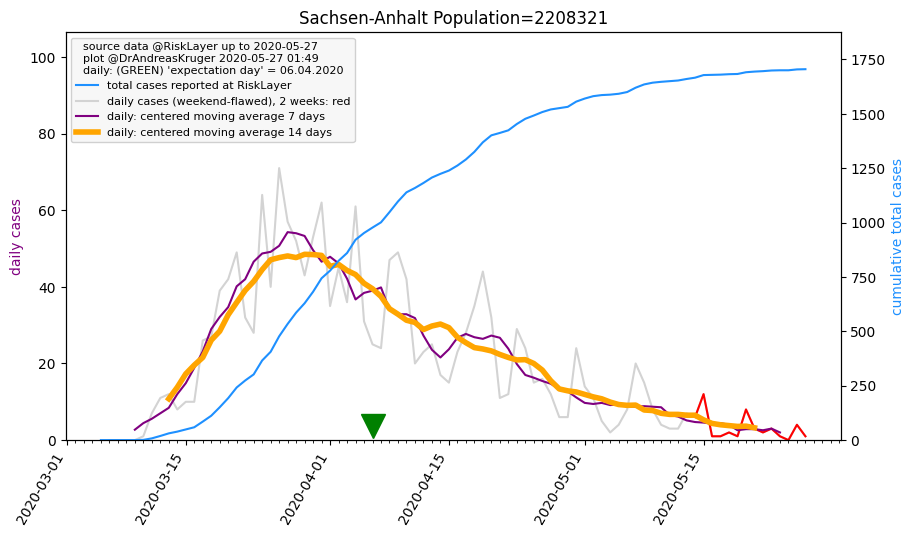 Sachsen-Anhalt Population=2208321
source data @RiskLayer up to 2020-05-27
plot @DrAndreasKruger 2020-05-27 01:49
daily: (GREEN) 'expectation day' = 06.04.2020
total cases reported at RiskLayer
daily cases (weekend-flawed), 2 weeks: red
daily: centered moving average 7 days
daily: centered moving average 14 days
daily cases
100
80
60
40
20
0
cumulative total cases
1750
1500
1250
1000
750
500
250
0
2020-03-01
2020-03-15
2020-04-01
2020-04-15
2020-05-01
2020-05-15